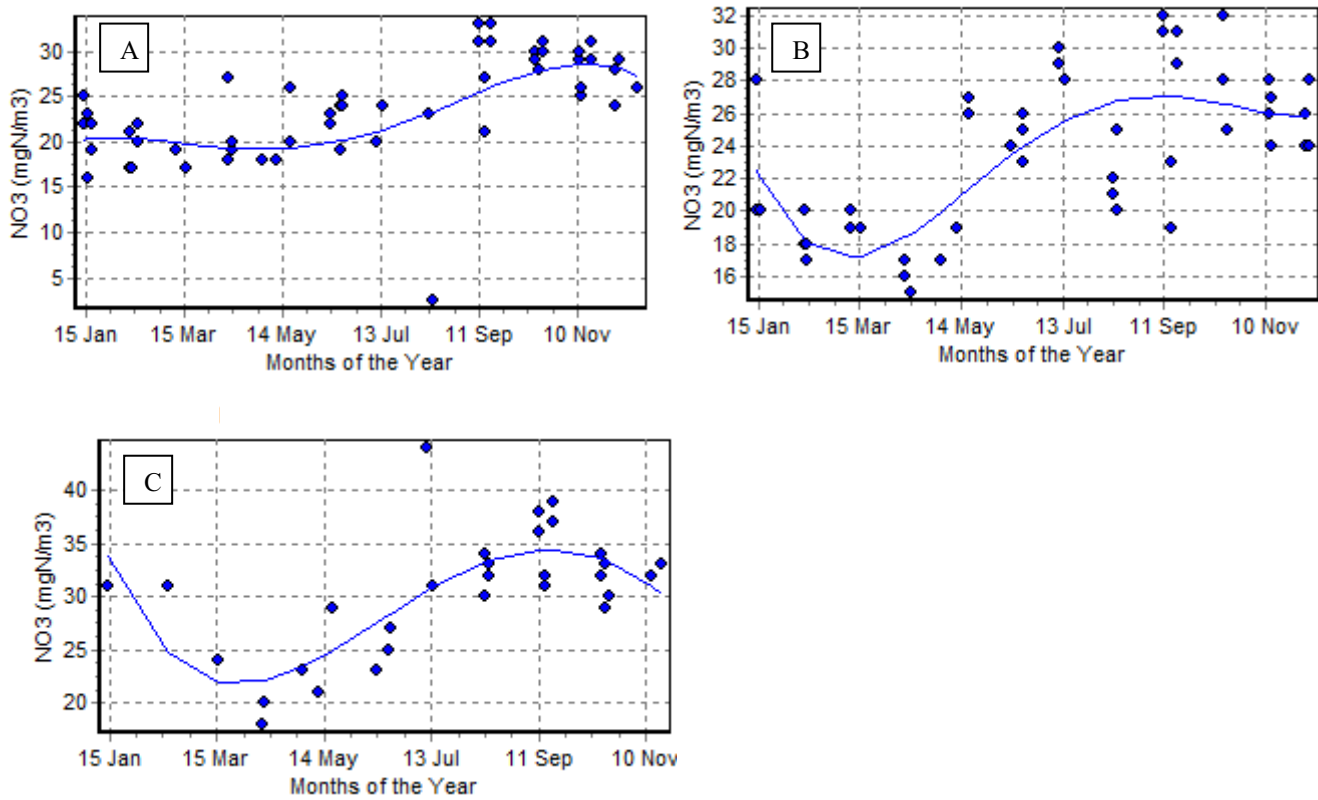 A
NO3 (mgN/m3)
30
25
20
15
10
5
15 Jan 15 Mar 14 May 13 Jul 11 Sep 10 Nov
Months of the Year
B
NO3 (mgN/m3)
32
30
28
26
24
22
20
18
16
15 Jan 15 Mar 14 May 13 Jul 11 Sep 10 Nov
Months of the Year
C
NO3 (mgN/m3)
40
35
30
25
20
15 Jan 15 Mar 14 May 13 Jul 11 Sep 10 Nov
Months of the Year